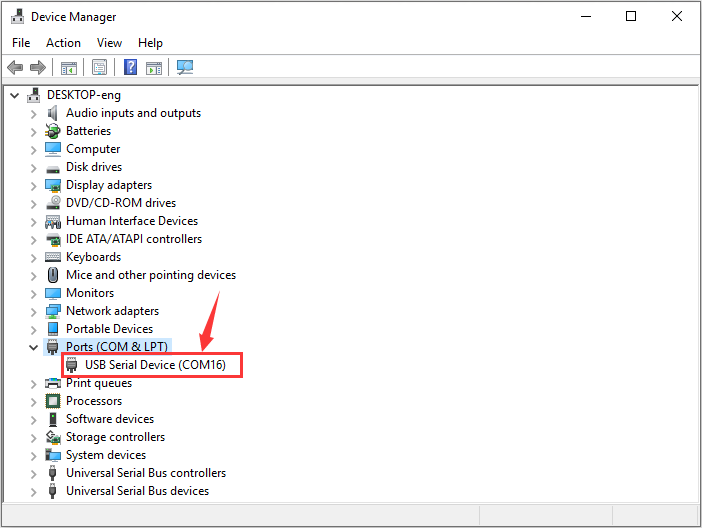 Device Manager
File Action View Help
DESKTOP-eng
Audio inputs and outputs
Batteries
Computer
Disk drives
Display adapters
DVD/CD-ROM drives
Human Interface Devices
IDE ATA/ATAPI controllers
Keyboards
Mice and other pointing devices
Monitors
Network adapters
Portable Devices
Ports (COM & LPT)
USB Serial Device (COM16)
Print queues
Processors
Software devices
Storage controllers
System devices
Universal Serial Bus controllers
Universal Serial Bus devices